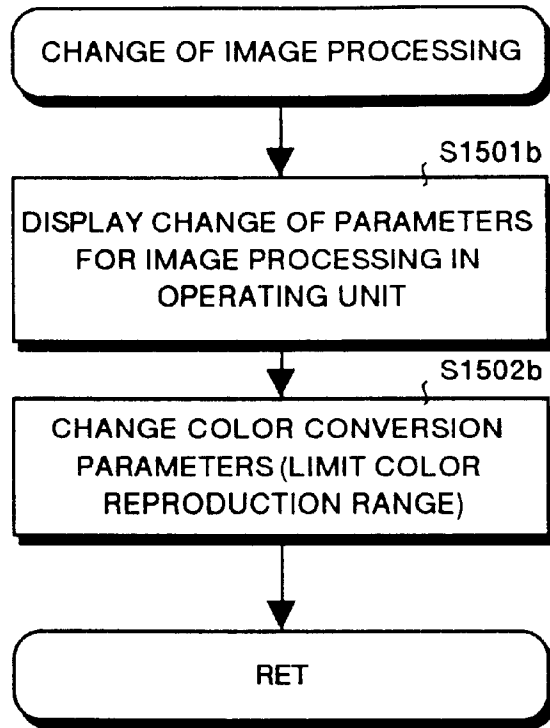 CHANGE OF IMAGE PROCESSING
S1501b
DISPLAY CHANGE OF PARAMETERS
FOR IMAGE PROCESSING IN
OPERATING UNIT
S1502b
CHANGE COLOR CONVERSION
PARAMETERS (LIMIT COLOR
REPRODUCTION RANGE)
RET